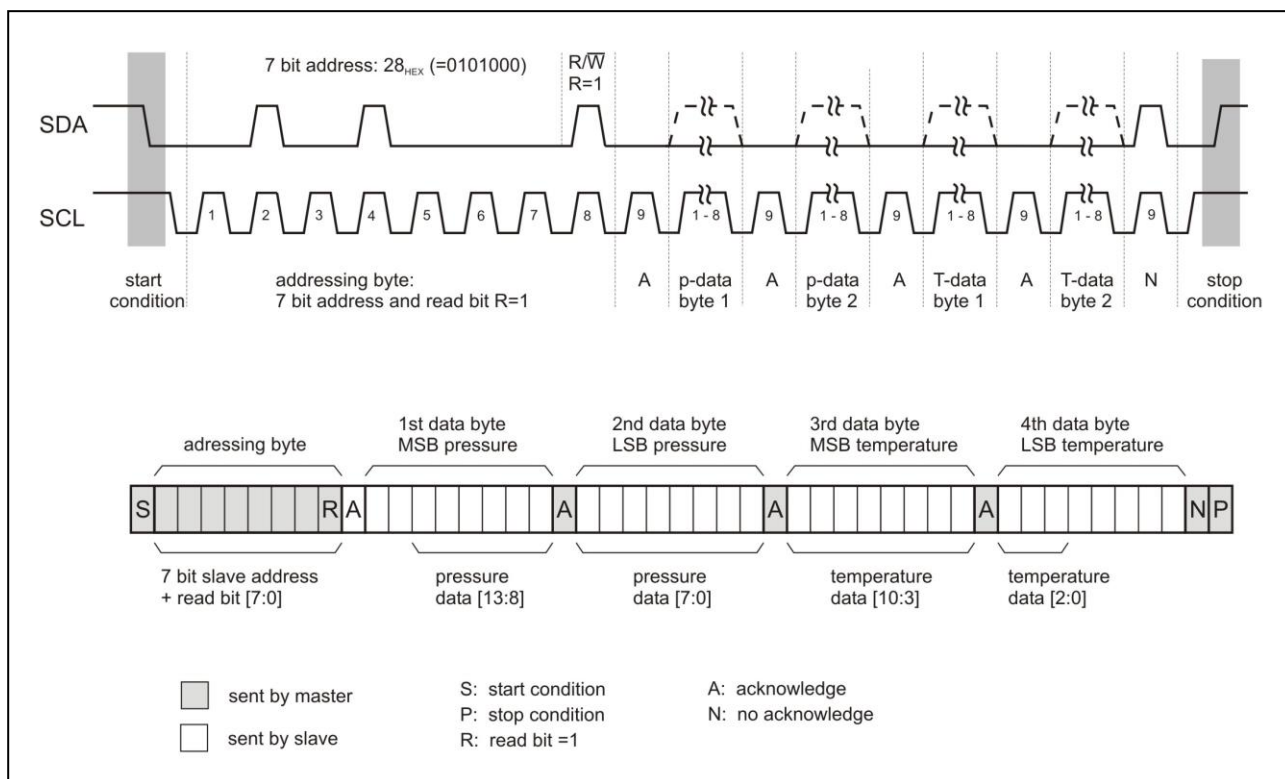 7 bit address: 28HEX (=0101000)
R/W̅
R=1
SDA
SCL
1 2 3 4 5 6 7 8 9 1 - 8 9 1 - 8 9 1 - 8 9 1 - 8 9
start
condition
addressing byte:
7 bit address and read bit R=1
A
p-data
byte 1
A
p-data
byte 2
A
T-data
byte 1
A
T-data
byte 2
N
stop
condition
adressing byte
1st data byte
MSB pressure
2nd data byte
LSB pressure
3rd data byte
MSB temperature
4th data byte
LSB temperature
S R A A A A N P
7 bit slave address
+ read bit [7:0]
pressure
data [13:8]
pressure
data [7:0]
temperature
data [10:3]
temperature
data [2:0]
sent by master
sent by slave
S: start condition
P: stop condition
R: read bit =1
A: acknowledge
N: no acknowledge